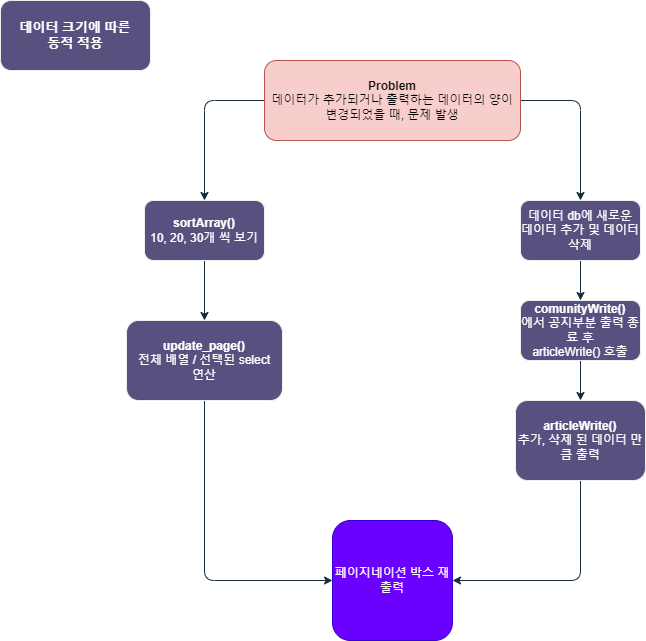 데이터 크기에 따른
동적 적용
Problem
데이터가 추가되거나 출력하는 데이터의 양이
변경되었을 때, 문제 발생
sortArray()
10, 20, 30개 씩 보기
데이터 db에 새로운
데이터 추가 및 데이터
삭제
update_page()
전체 배열 / 선택된 select
연산
comunityWrite()
에서 공지부분 출력 종
료 후
articleWrite() 호출
articleWrite()
추가, 삭제 된 데이터 만
큼 출력
페이지네이션 박스 재
출력